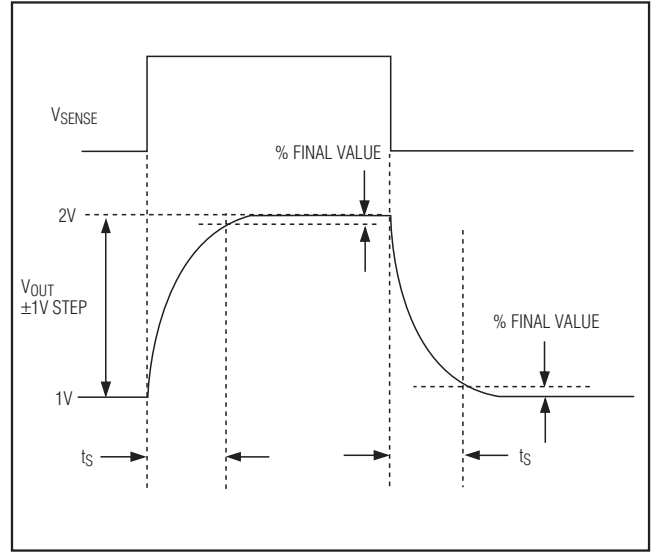 VSENSE
% FINAL VALUE
2V
VOUT
±1V STEP
% FINAL VALUE
1V
tS
tS